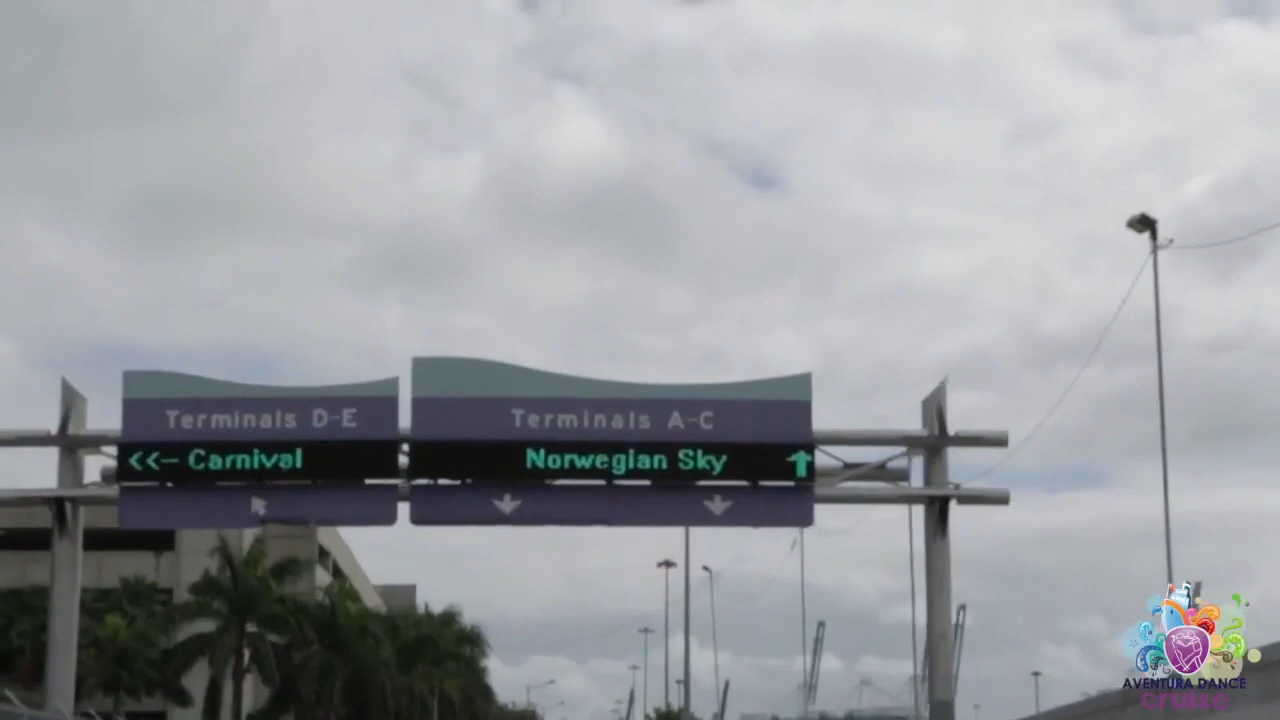 Terminals D-E
<<- Carnival
Terminals A-C
Norwegian Sky
AVENTURA DANCE
cruise